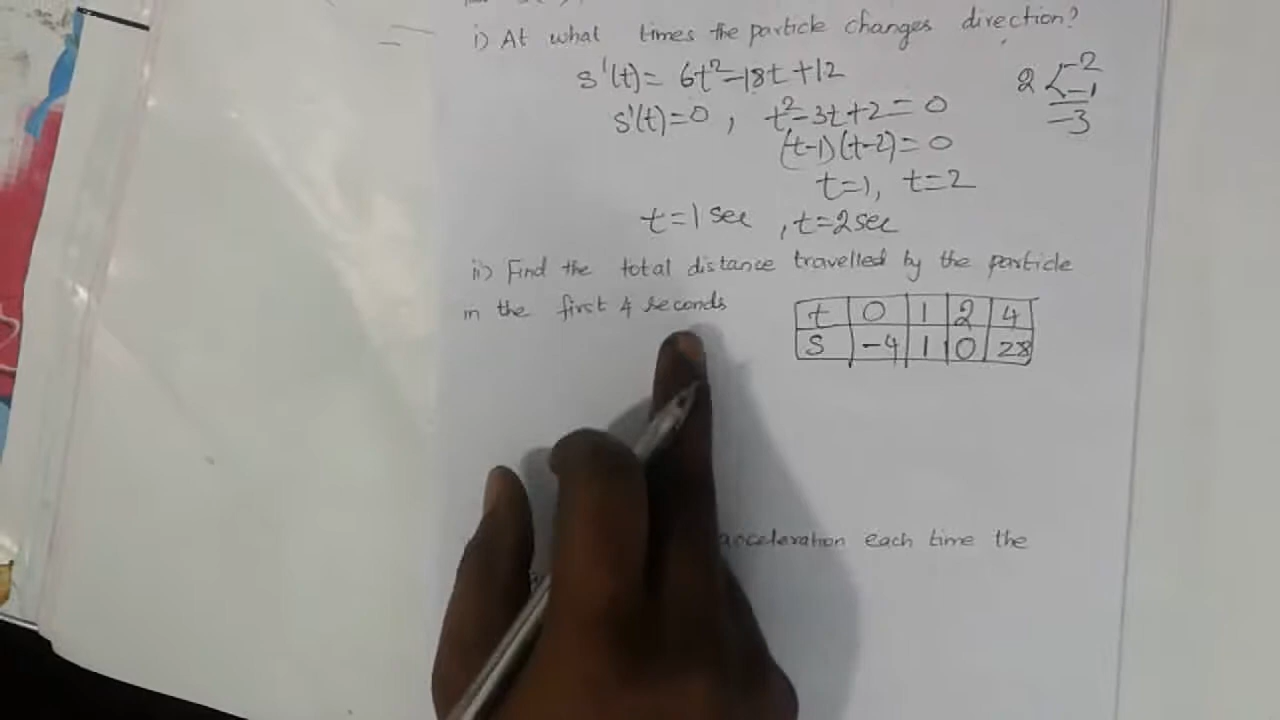 i) At what times the particle changes direction?
s'(t) = 6t²-18t+12
s'(t)=0, t²-3t+2=0
(t-1)(t-2)=0
t=1, t=2
t=1 sec, t=2sec
2 < -2
-1
-3
ii) Find the total distance travelled by the particle
in the first 4 seconds
t 0 1 2 4
S -4 1 0 28
acceleration each time the